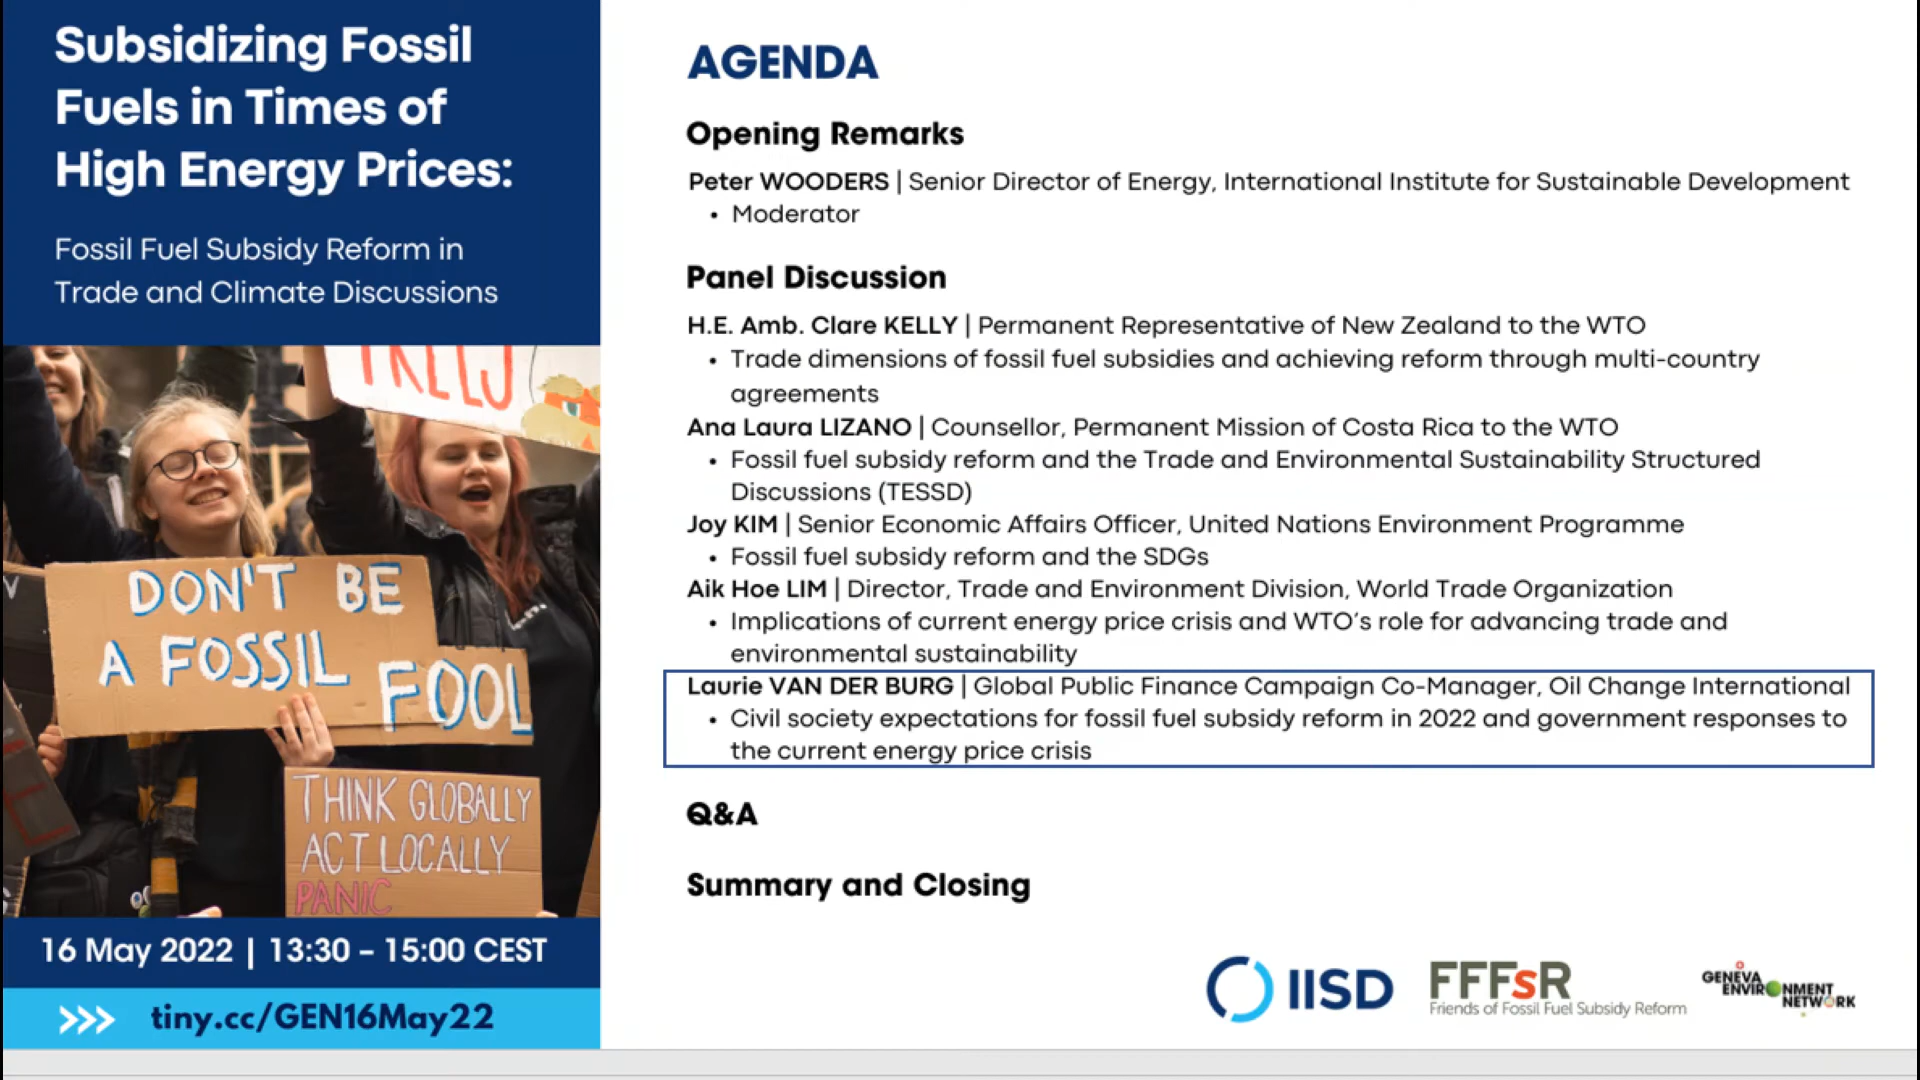 Subsidizing Fossil
Fuels in Times of
High Energy Prices:
Fossil Fuel Subsidy Reform in
Trade and Climate Discussions
DON'T BE
A FOSSIL
FOOL
THINK GLOBALLY
ACT LOCALLY
PANIC
16 May 2022 | 13:30 – 15:00 CEST
>>> tiny.cc/GEN16May22
AGENDA
Opening Remarks
Peter WOODERS | Senior Director of Energy, International Institute for Sustainable Development
• Moderator
Panel Discussion
H.E. Amb. Clare KELLY | Permanent Representative of New Zealand to the WTO
• Trade dimensions of fossil fuel subsidies and achieving reform through multi-country
agreements
Ana Laura LIZANO | Counsellor, Permanent Mission of Costa Rica to the WTO
• Fossil fuel subsidy reform and the Trade and Environmental Sustainability Structured
Discussions (TESSD)
Joy KIM | Senior Economic Affairs Officer, United Nations Environment Programme
• Fossil fuel subsidy reform and the SDGs
Aik Hoe LIM | Director, Trade and Environment Division, World Trade Organization
• Implications of current energy price crisis and WTO's role for advancing trade and
environmental sustainability
Laurie VAN DER BURG | Global Public Finance Campaign Co-Manager, Oil Change International
• Civil society expectations for fossil fuel subsidy reform in 2022 and government responses to
the current energy price crisis
Q&A
Summary and Closing
IISD
FFFsR
Friends of Fossil Fuel Subsidy Reform
GENEVA
ENVIRONMENT
NETWORK